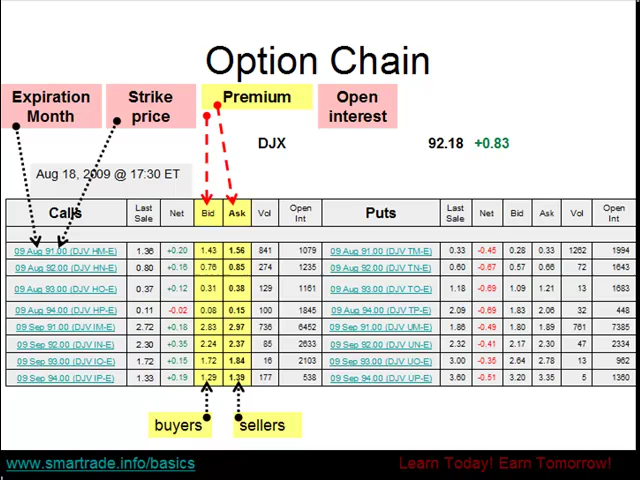 Option Chain
Expiration Month
Strike price
Premium
Open interest
DJX 92.18 +0.83
Aug 18, 2009 @ 17:30 ET
Calls Last Sale Net Bid Ask Vol Open Int Puts Last Sale Net Bid Ask Vol Open Int
09 Aug 91.00 (DJV HM-E) 1.36 +0.20 1.43 1.56 841 1079 09 Aug 91.00 (DJV TM-E) 0.33 -0.45 0.28 0.33 1262 1994
09 Aug 92.00 (DJV HN-E) 0.80 +0.16 0.76 0.85 274 1235 09 Aug 92.00 (DJV TN-E) 0.60 -0.67 0.57 0.66 72 1643
09 Aug 93.00 (DJV HO-E) 0.37 +0.12 0.31 0.38 129 1161 09 Aug 93.00 (DJV TO-E) 1.18 -0.69 1.09 1.21 13 1683
09 Aug 94.00 (DJV HP-E) 0.11 -0.02 0.08 0.15 100 1845 09 Aug 94.00 (DJV TP-E) 2.09 -0.69 1.83 2.06 32 448
09 Sep 91.00 (DJV IM-E) 2.72 +0.18 2.83 2.97 736 6452 09 Sep 91.00 (DJV UM-E) 1.86 -0.49 1.80 1.89 761 7385
09 Sep 92.00 (DJV IN-E) 2.30 +0.35 2.24 2.37 85 2633 09 Sep 92.00 (DJV UN-E) 2.32 -0.41 2.17 2.30 47 2334
09 Sep 93.00 (DJV IO-E) 1.72 +0.15 1.72 1.84 16 2103 09 Sep 93.00 (DJV UO-E) 3.00 -0.35 2.64 2.78 13 962
09 Sep 94.00 (DJV IP-E) 1.33 +0.19 1.29 1.39 177 538 09 Sep 94.00 (DJV UP-E) 3.60 -0.51 3.20 3.35 5 1360
buyers sellers
www.smartrade.info/basics Learn Today! Earn Tomorrow!